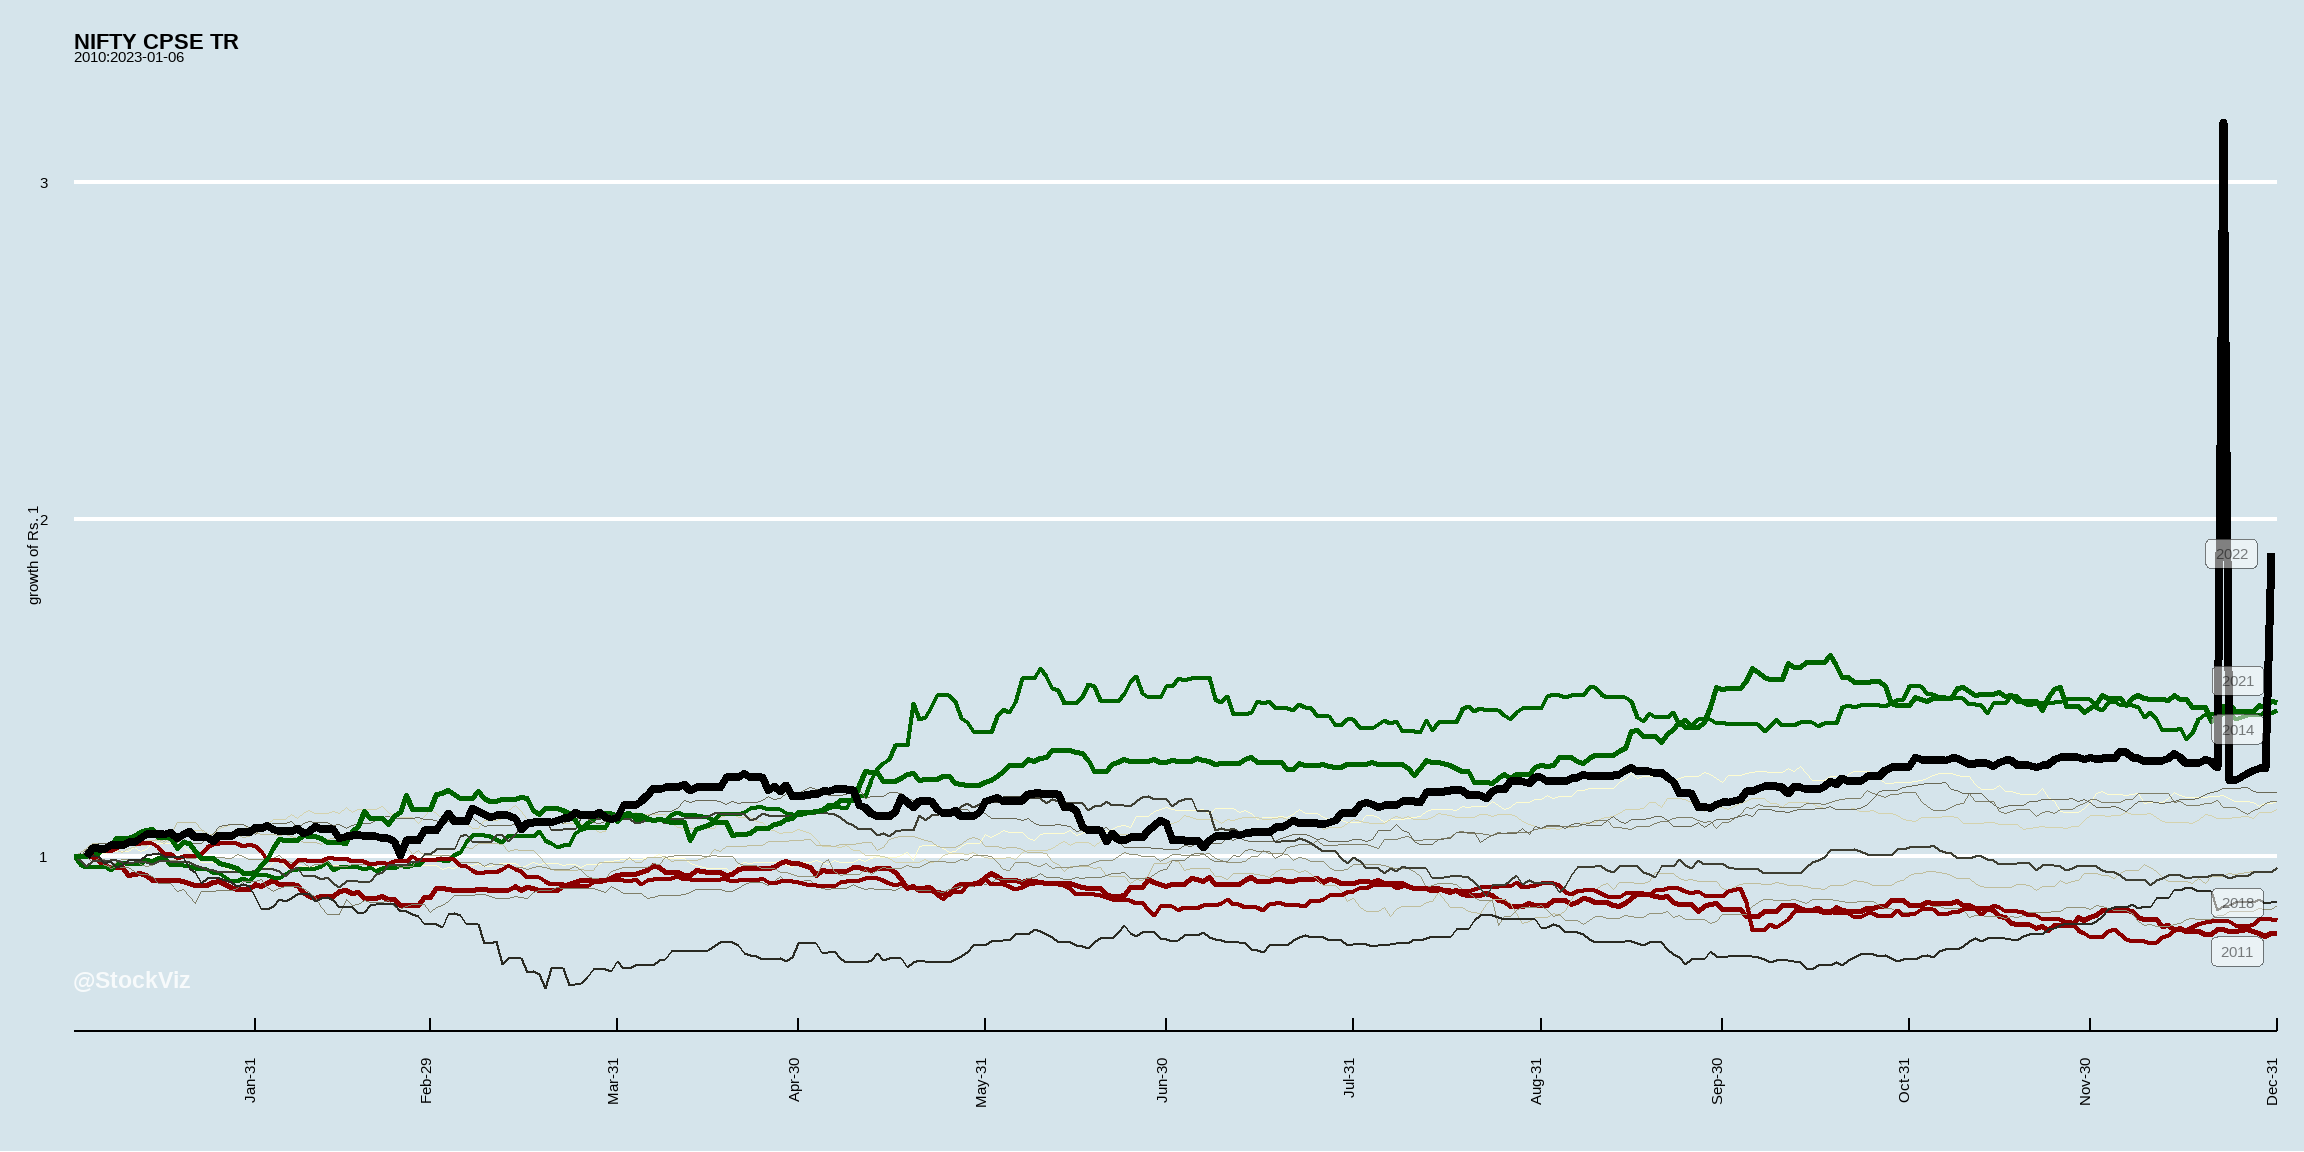 NIFTY CPSE TR
2010:2023-01-06
3
growth of Rs. 1
2
2022
2021
2014
1
2018
2011
@StockViz
Jan-31
Feb-29
Mar-31
Apr-30
May-31
Jun-30
Jul-31
Aug-31
Sep-30
Oct-31
Nov-30
Dec-31